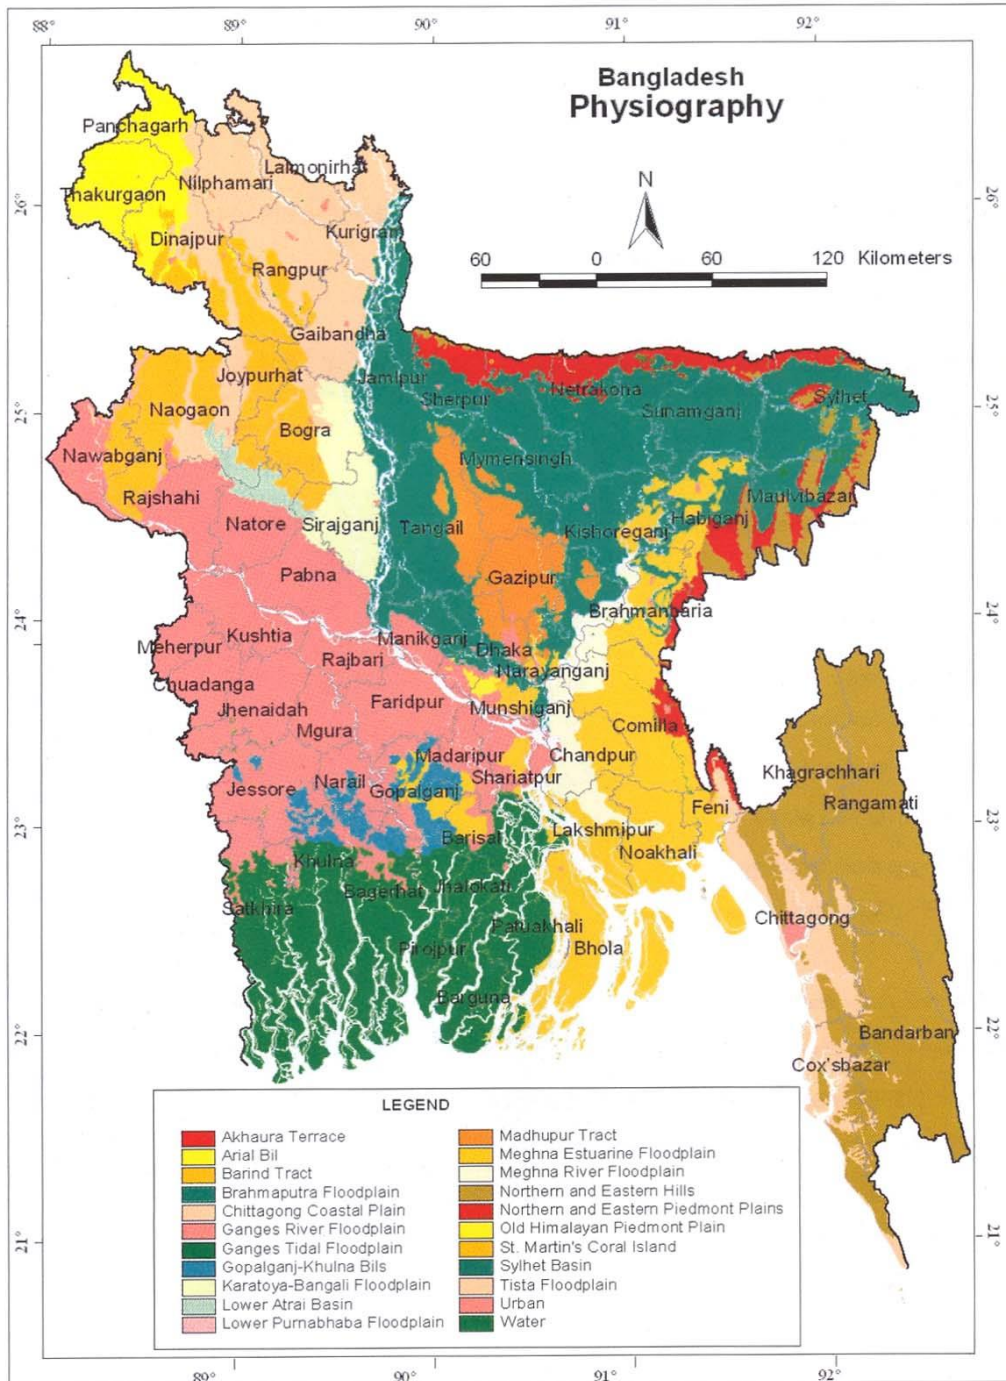 88° 89° 90° 91° 92°
Bangladesh
Physiography
N
60 0 60 120 Kilometers
26° 26°
25° 25°
24° 24°
23° 23°
22° 22°
21° 21°
Panchagarh
Lalmonirhat
Nilphamari
Thakurgaon
Kurigram
Dinajpur
Rangpur
Gaibandha
Joypurhat
Jamlpur
Sherpur
Netrakona
Sunamganj
Sylhet
Naogaon
Bogra
Nawabganj
Mymensingh
Rajshahi
Maulvibazar
Habiganj
Natore
Sirajganj
Tangail
Kishoreganj
Pabna
Gazipur
Brahmanbaria
Kushtia
Manikganj
Meherpur
Rajbari
Dhaka
Narayanganj
Chuadanga
Jhenaidah
Faridpur
Munshiganj
Mgura
Comilla
Madaripur
Chandpur
Khagrachhari
Jessore
Narail
Gopalganj
Shariatpur
Rangamati
Feni
Barisal
Lakshmipur
Noakhali
Khulna
Bagerhat
Jhalokati
Satkhira
Patuakhali
Chittagong
Pirojpur
Bhola
Barguna
Bandarban
Cox'sbazar
LEGEND
Akhaura Terrace
Arial Bil
Barind Tract
Brahmaputra Floodplain
Chittagong Coastal Plain
Ganges River Floodplain
Ganges Tidal Floodplain
Gopalganj-Khulna Bils
Karatoya-Bangali Floodplain
Lower Atrai Basin
Lower Purnabhaba Floodplain
Madhupur Tract
Meghna Estuarine Floodplain
Meghna River Floodplain
Northern and Eastern Hills
Northern and Eastern Piedmont Plains
Old Himalayan Piedmont Plain
St. Martin's Coral Island
Sylhet Basin
Tista Floodplain
Urban
Water
89° 90° 91° 92°